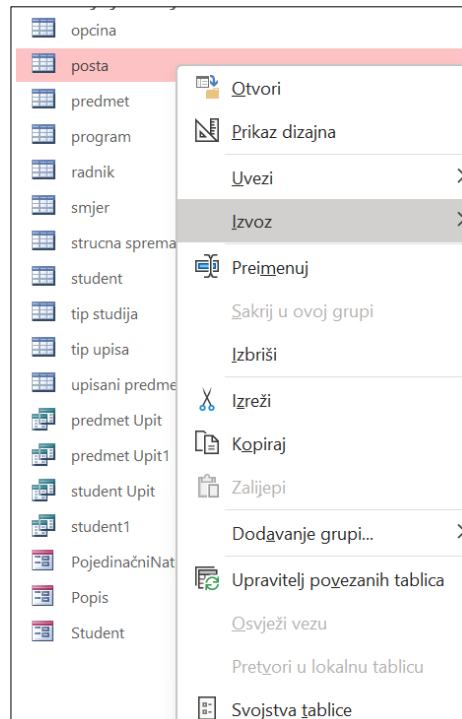 opcina
posta
predmet
program
radnik
smjer
strucna sprema
student
tip studija
tip upisa
upisani predme
predmet Upit
predmet Upit1
student Upit
student1
PojedinačniNat
Popis
Student
Otvori
Prikaz dizajna
Uvezi
Izvoz
Preimenuj
Sakrij u ovoj grupi
Izbriši
Izreži
Kopiraj
Zalijepi
Dodavanje grupi...
Upravitelj povezanih tablica
Osvježi vezu
Pretvori u lokalnu tablicu
Svojstva tablice